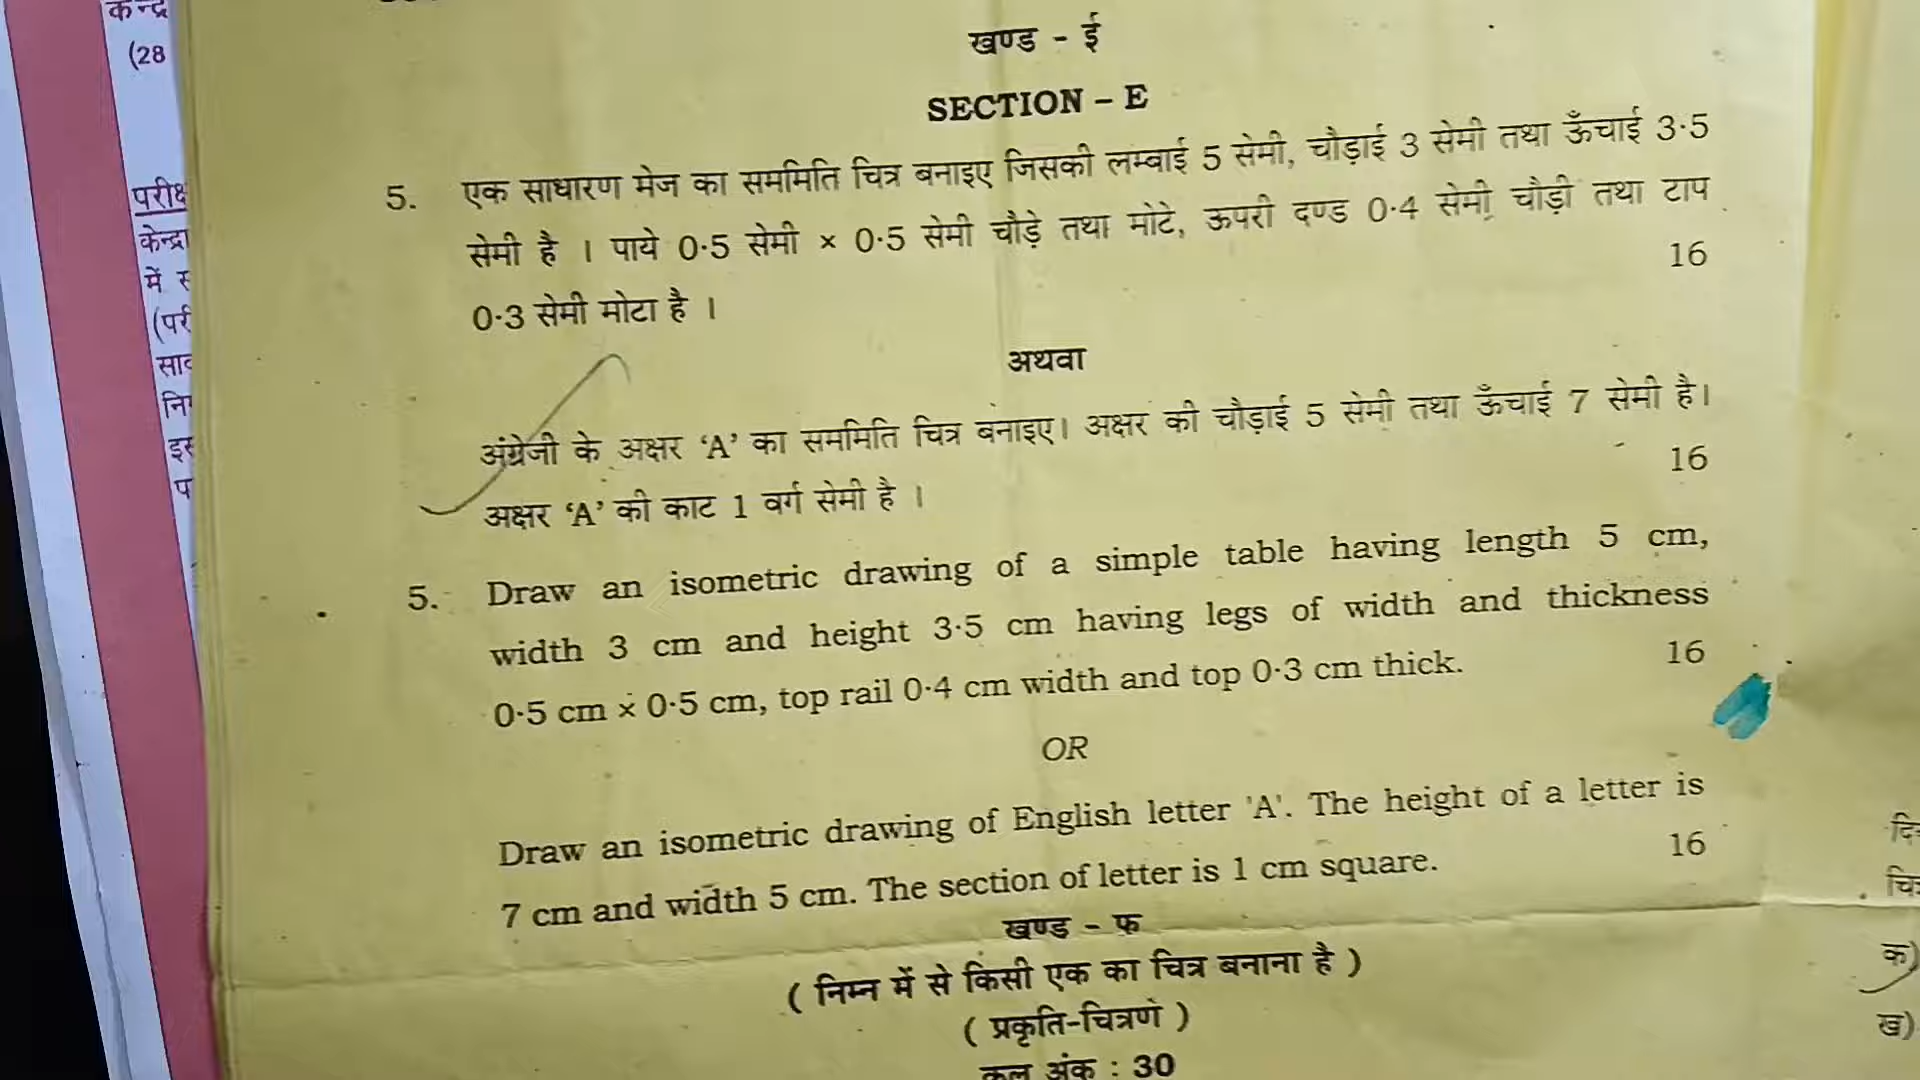 केन्द्र
(28
परीक्ष
केन्द्रा
में स
(परी
साव
इस
प
खण्ड - ई
SECTION – E
5. एक साधारण मेज का सममिति चित्र बनाइए जिसकी लम्बाई 5 सेमी, चौड़ाई 3 सेमी तथा ऊँचाई 3·5
सेमी है । पाये 0·5 सेमी × 0·5 सेमी चौड़े तथा मोटे, ऊपरी दण्ड 0·4 सेमी चौड़ी तथा टाप
0·3 सेमी मोटा है । 16
अथवा
अंग्रेजी के अक्षर ‘A’ का सममिति चित्र बनाइए। अक्षर की चौड़ाई 5 सेमी तथा ऊँचाई 7 सेमी है।
अक्षर ‘A’ की काट 1 वर्ग सेमी है । 16
5. Draw an isometric drawing of a simple table having length 5 cm,
width 3 cm and height 3·5 cm having legs of width and thickness
0·5 cm × 0·5 cm, top rail 0·4 cm width and top 0·3 cm thick. 16
OR
Draw an isometric drawing of English letter 'A'. The height of a letter is
7 cm and width 5 cm. The section of letter is 1 cm square. 16
खण्ड - फ
( निम्न में से किसी एक का चित्र बनाना है )
( प्रकृति-चित्रण )
कुल अंक : 30
क)
ख)